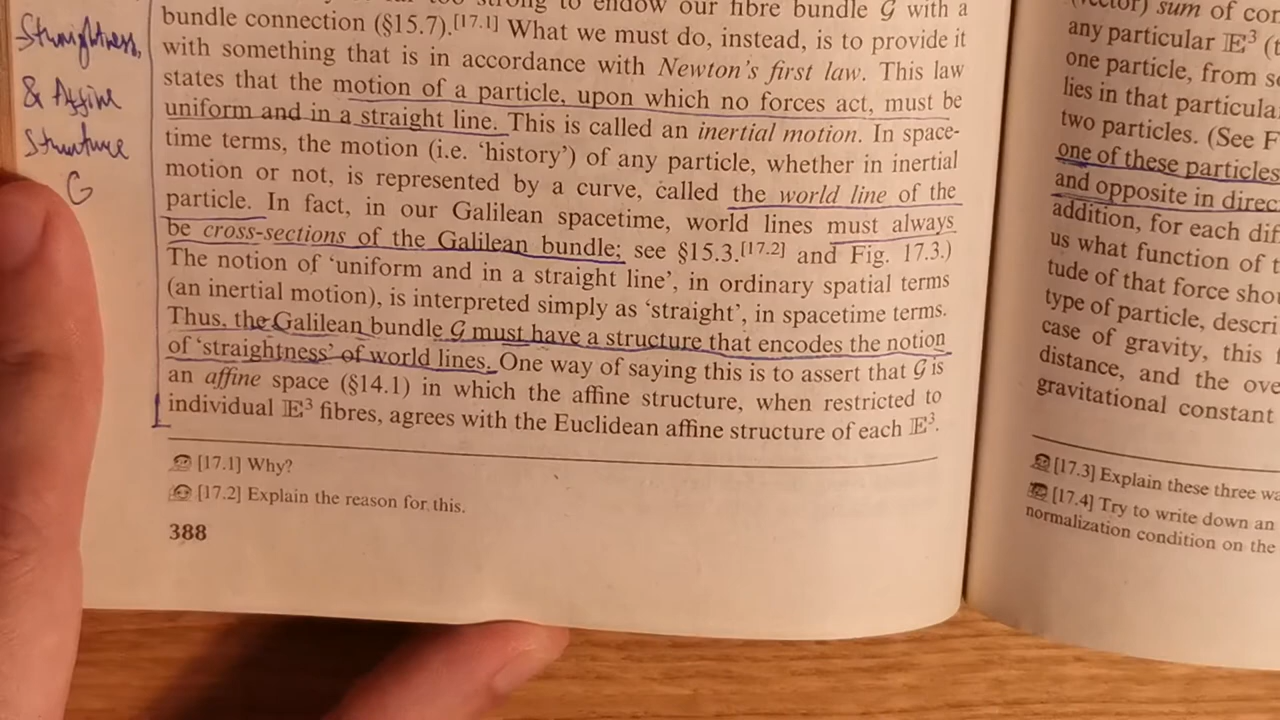 Straightness,
& Affine
Structure
G
strong to endow our fibre bundle G with a
bundle connection (§15.7).[17.1] What we must do, instead, is to provide it
with something that is in accordance with Newton's first law. This law
states that the motion of a particle, upon which no forces act, must be
uniform and in a straight line. This is called an inertial motion. In space-
time terms, the motion (i.e. 'history') of any particle, whether in inertial
motion or not, is represented by a curve, called the world line of the
particle. In fact, in our Galilean spacetime, world lines must always
be cross-sections of the Galilean bundle; see §15.3.[17.2] and Fig. 17.3.)
The notion of 'uniform and in a straight line', in ordinary spatial terms
(an inertial motion), is interpreted simply as 'straight', in spacetime terms.
Thus, the Galilean bundle G must have a structure that encodes the notion
of 'straightness' of world lines. One way of saying this is to assert that G is
an affine space (§14.1) in which the affine structure, when restricted to
individual 𝔼³ fibres, agrees with the Euclidean affine structure of each 𝔼³.
[17.1] Why?
[17.2] Explain the reason for this.
388
(vector) sum of
any particular 𝔼³
one particle, from
lies in that
two particles. (See
one of these particles
and opposite in
addition, for each
us what function of
tude of that force
type of particle,
case of gravity, this
distance, and the
gravitational constant
[17.3] Explain these three
[17.4] Try to write down an
normalization condition on the